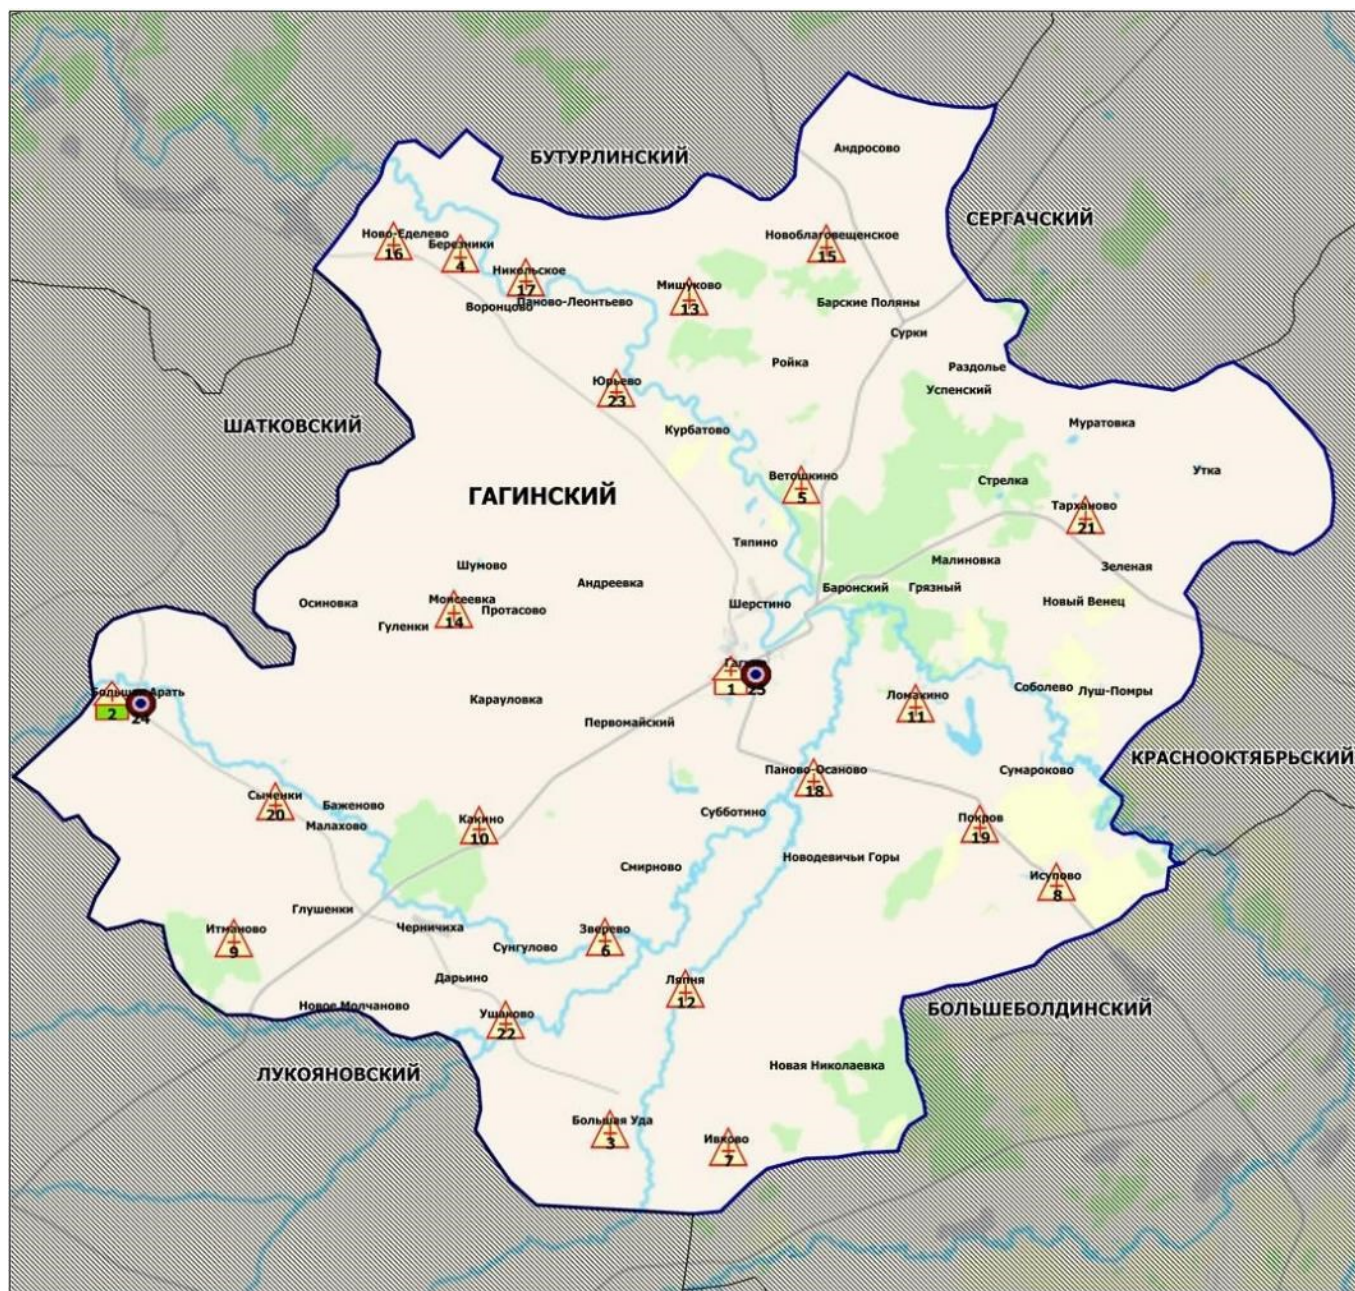 Андросово
БУТУРЛИНСКИЙ
СЕРГАЧСКИЙ
Ново-Еделево
16
Березники
4
Новоблаговещенское
15
Никольское
17
Мишуково
13
Паново-Леонтьево
Воронцово
Барские Поляны
Сурки
Ройка
Раздолье
Успенский
Юрьево
23
ШАТКОВСКИЙ
Курбатово
Муратовка
Утка
Ветошкино
5
Стрелка
ГАГИНСКИЙ
Тарханово
21
Тяпино
Шумово
Андреевка
Малиновка
Зеленая
Баронский
Грязный
Осиновка
Моисеевка
14
Протасово
Шерстино
Новый Венец
Гуленки
Гагино
1
25
Большая Арать
2
24
Карауловка
Ломакино
11
Соболево
Луш-Помры
Первомайский
КРАСНООКТЯБРЬСКИЙ
Паново-Осаново
18
Сумароково
Сыченки
20
Баженово
Малахово
Какино
10
Субботино
Покров
19
Смирново
Новодевичьи Горы
Исупово
8
Глушенки
Итманово
9
Черничиха
Зверево
6
Сунгулово
Дарьино
Ляпня
12
Новое Молчаново
Ушаково
22
БОЛЬШЕБОЛДИНСКИЙ
ЛУКОЯНОВСКИЙ
Новая Николаевка
Большая Уда
3
Ивково
7